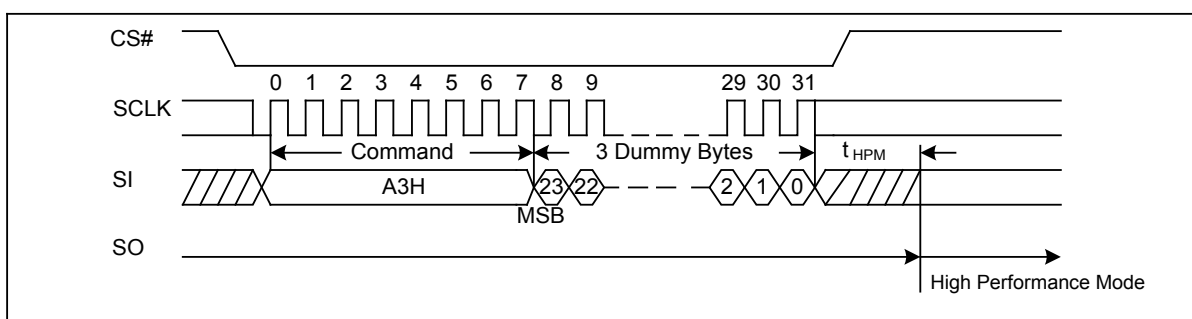 CS#
0 1 2 3 4 5 6 7 8 9 29 30 31
SCLK
Command 3 Dummy Bytes tHPM
SI A3H 23 22 2 1 0
MSB
SO
High Performance Mode